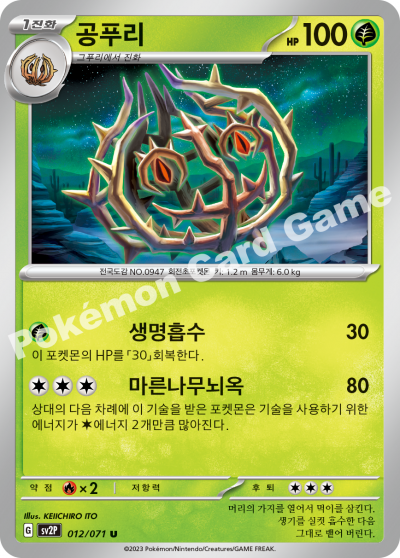 1진화
공푸리
HP 100
그푸리에서 진화
전국도감 NO.0947 회전초포켓몬 키: 1.2 m 몸무게: 6.0 kg
Pokémon Card Game
생명흡수 30
이 포켓몬의 HP를 「30」회복한다.
마른나무뇌옥 80
상대의 다음 차례에 이 기술을 받은 포켓몬은 기술을 사용하기 위한
에너지가 개만큼 많아진다.
약점 ×2 저항력 후퇴
Illus. KEIICHIRO ITO
G SV2P 012/071 U
머리의 가지를 열어서 먹이를 삼킨다.
생기를 실컷 흡수한 다음
그대로 뱉어 버린다.
©2023 Pokémon/Nintendo/Creatures/GAME FREAK.